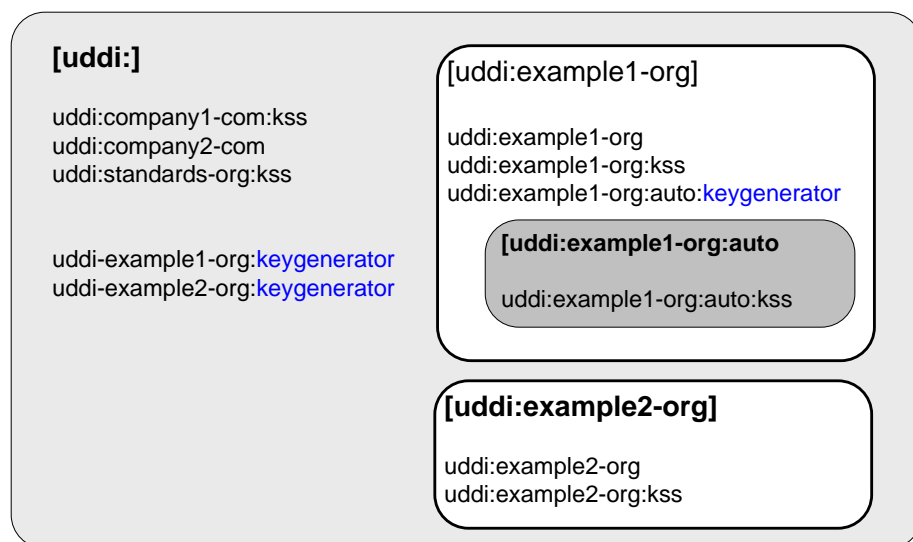 [uddi:]
uddi:company1-com:kss
uddi:company2-com
uddi:standards-org:kss
uddi-example1-org:keygenerator
uddi-example2-org:keygenerator
[uddi:example1-org]
uddi:example1-org
uddi:example1-org:kss
uddi:example1-org:auto:keygenerator
[uddi:example1-org:auto
uddi:example1-org:auto:kss
[uddi:example2-org]
uddi:example2-org
uddi:example2-org:kss